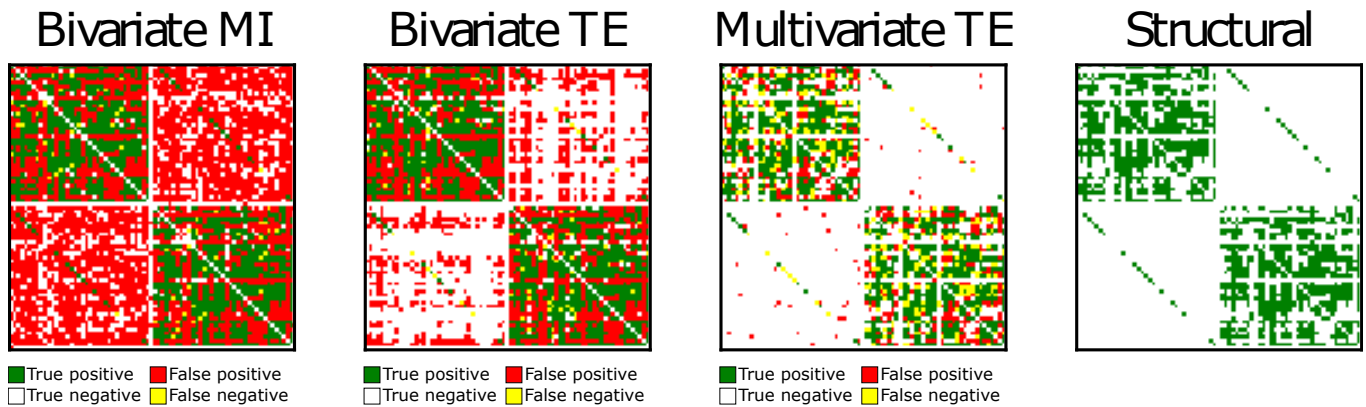 Bivariate MI
Bivariate TE
Multivariate TE
Structural
True positive False positive
True negative False negative
True positive False positive
True negative False negative
True positive False positive
True negative False negative